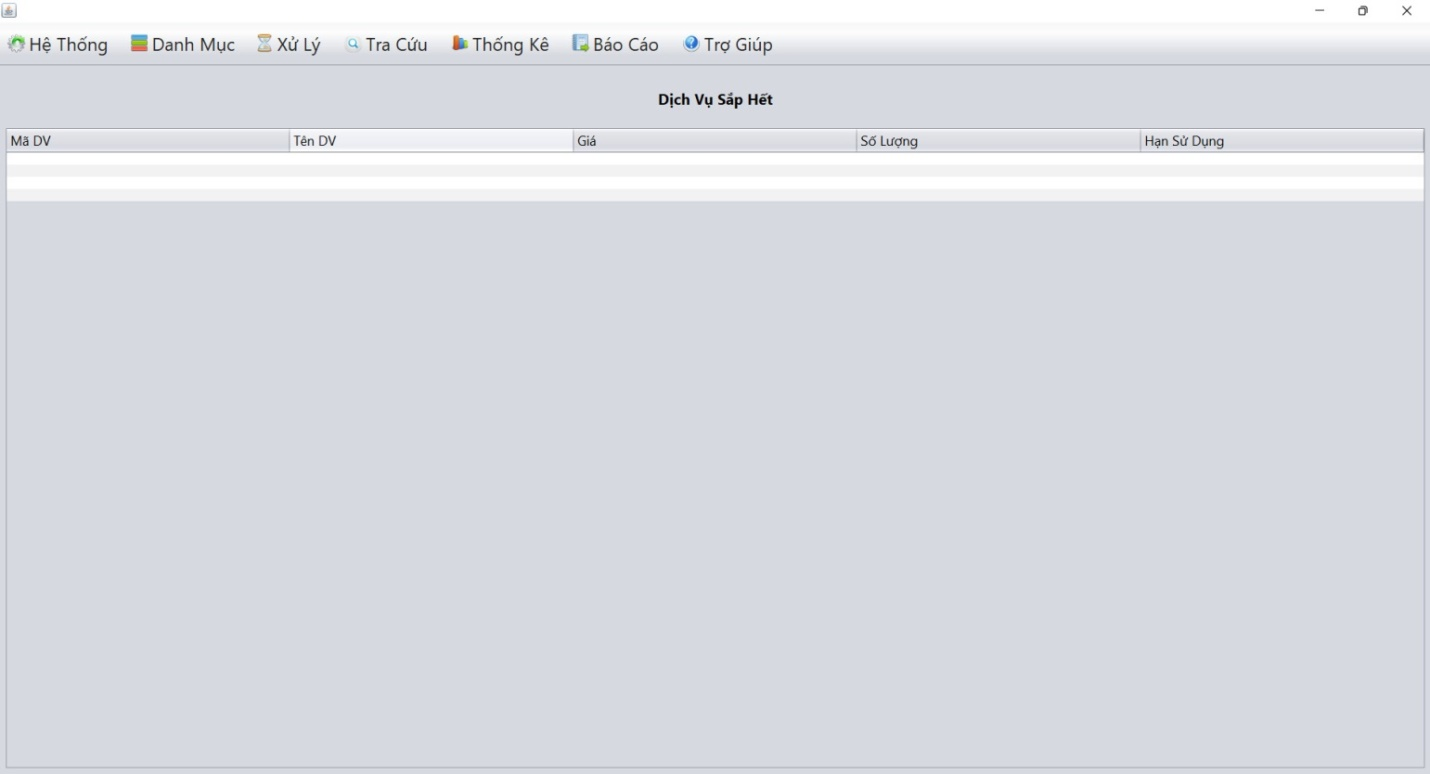 Hệ Thống Danh Mục Xử Lý Tra Cứu Thống Kê Báo Cáo Trợ Giúp
Dịch Vụ Sắp Hết
Mã DV Tên DV Giá Số Lượng Hạn Sử Dụng